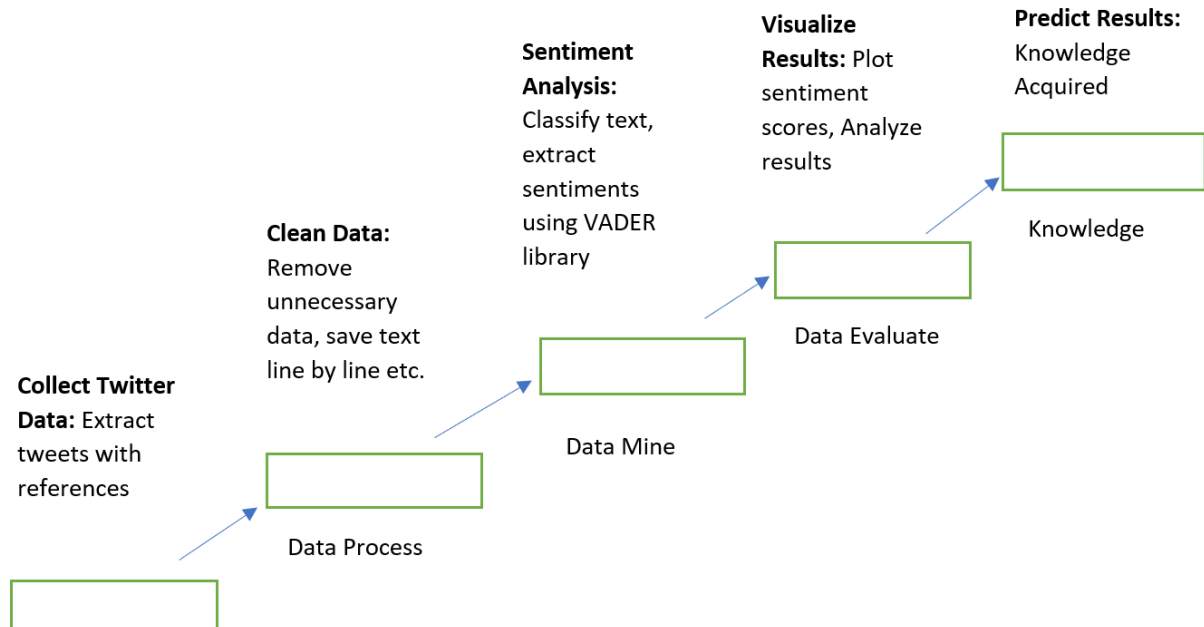 Collect Twitter
Data: Extract
tweets with
references
Clean Data:
Remove
unnecessary
data, save text
line by line etc.
Data Process
Sentiment
Analysis:
Classify text,
extract
sentiments
using VADER
library
Data Mine
Visualize
Results: Plot
sentiment
scores, Analyze
results
Data Evaluate
Predict Results:
Knowledge
Acquired
Knowledge